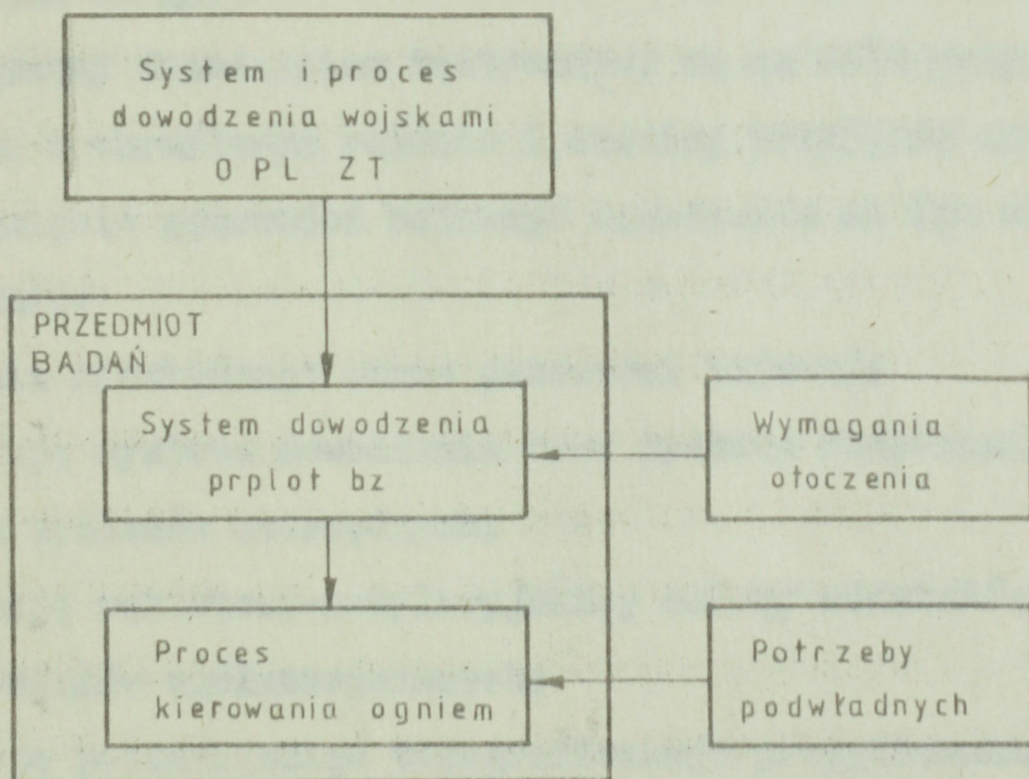 System i proces
dowodzenia wojskami
OPL ZT
PRZEDMIOT
BADAŃ
System dowodzenia
prplot bz
Wymagania
otoczenia
Proces
kierowania ogniem
Potrzeby
podwładnych